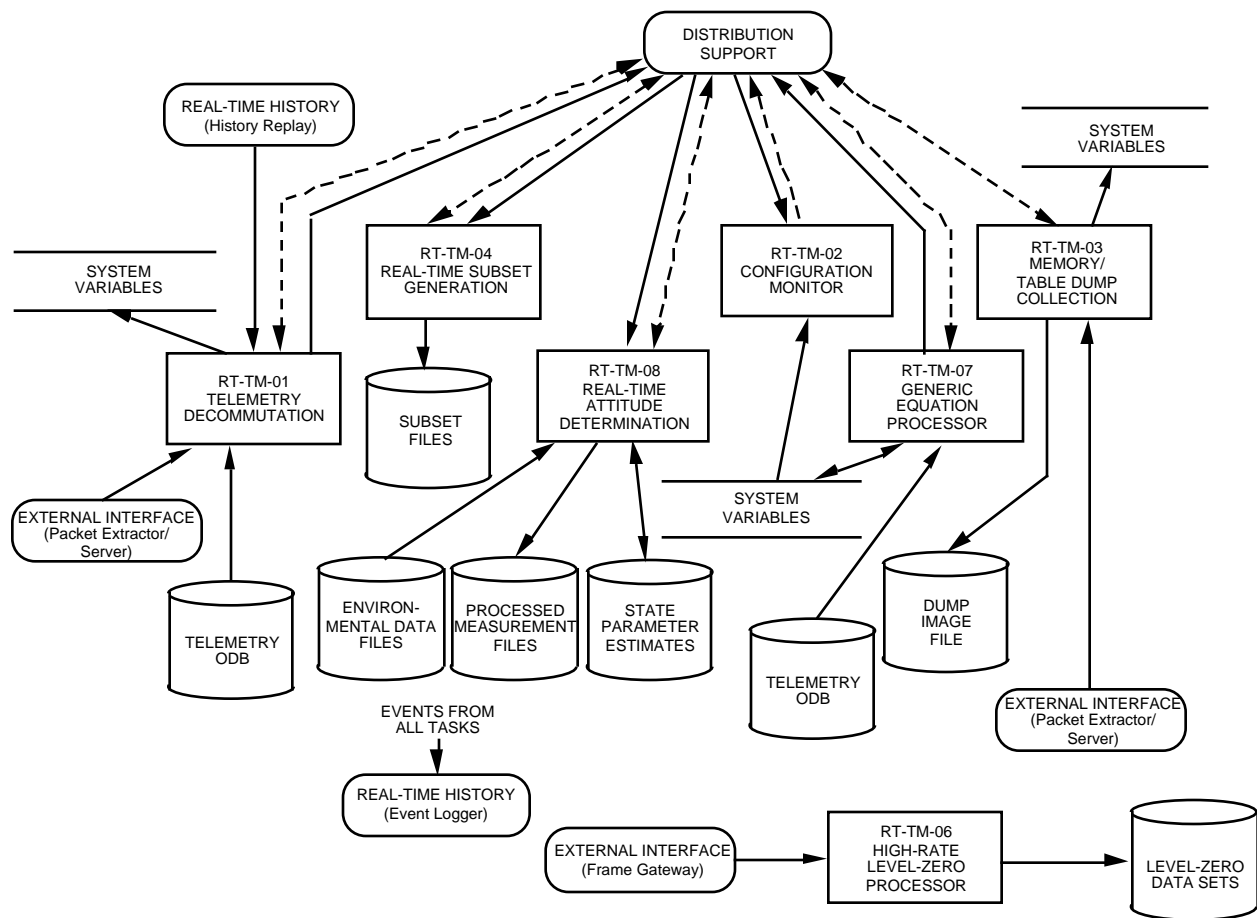 DISTRIBUTION
SUPPORT
REAL-TIME HISTORY
(History Replay)
SYSTEM
VARIABLES
RT-TM-04
REAL-TIME SUBSET
GENERATION
RT-TM-02
CONFIGURATION
MONITOR
RT-TM-03
MEMORY/
TABLE DUMP
COLLECTION
SYSTEM
VARIABLES
RT-TM-01
TELEMETRY
DECOMMUTATION
RT-TM-08
REAL-TIME
ATTITUDE
DETERMINATION
RT-TM-07
GENERIC
EQUATION
PROCESSOR
SUBSET
FILES
EXTERNAL INTERFACE
(Packet Extractor/
Server)
SYSTEM
VARIABLES
TELEMETRY
ODB
ENVIRON-
MENTAL DATA
FILES
PROCESSED
MEASUREMENT
FILES
STATE
PARAMETER
ESTIMATES
DUMP
IMAGE
FILE
TELEMETRY
ODB
EXTERNAL INTERFACE
(Packet Extractor/
Server)
EVENTS FROM
ALL TASKS
REAL-TIME HISTORY
(Event Logger)
EXTERNAL INTERFACE
(Frame Gateway)
RT-TM-06
HIGH-RATE
LEVEL-ZERO
PROCESSOR
LEVEL-ZERO
DATA SETS